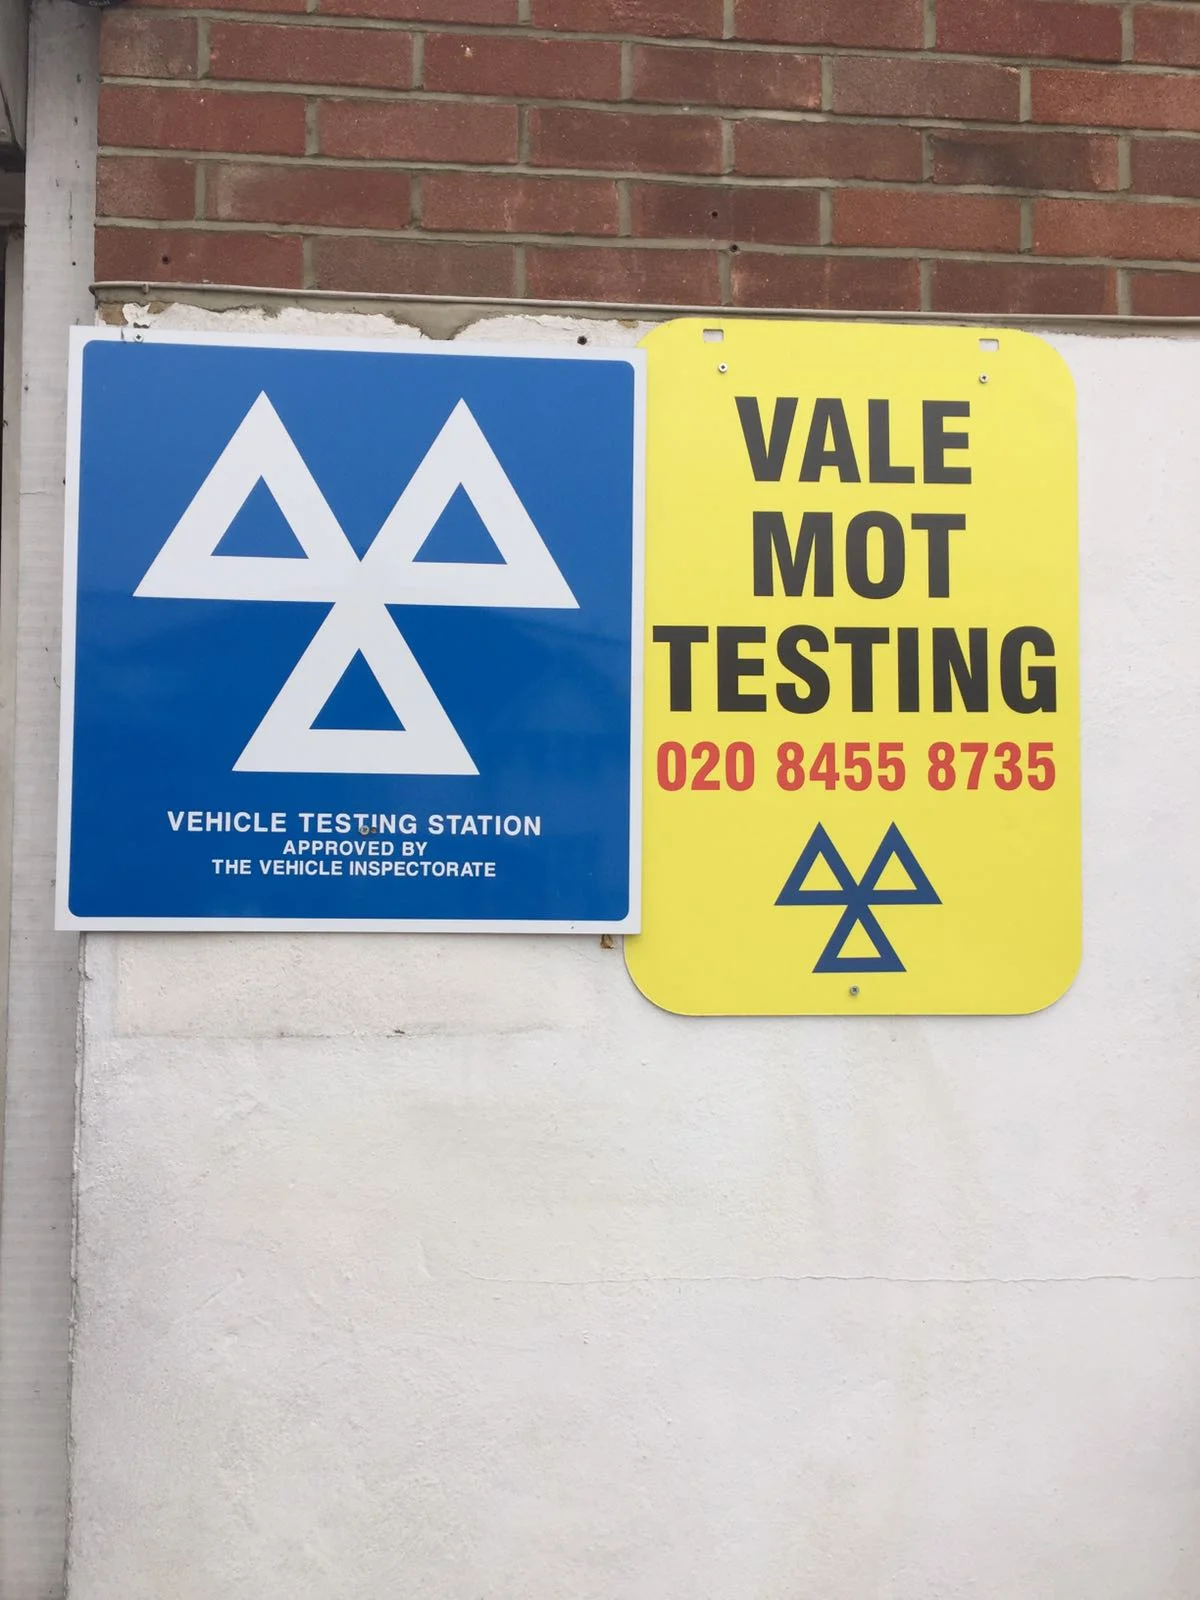 VEHICLE TESTING STATION
APPROVED BY
THE VEHICLE INSPECTORATE
VALE
MOT
TESTING
020 8455 8735